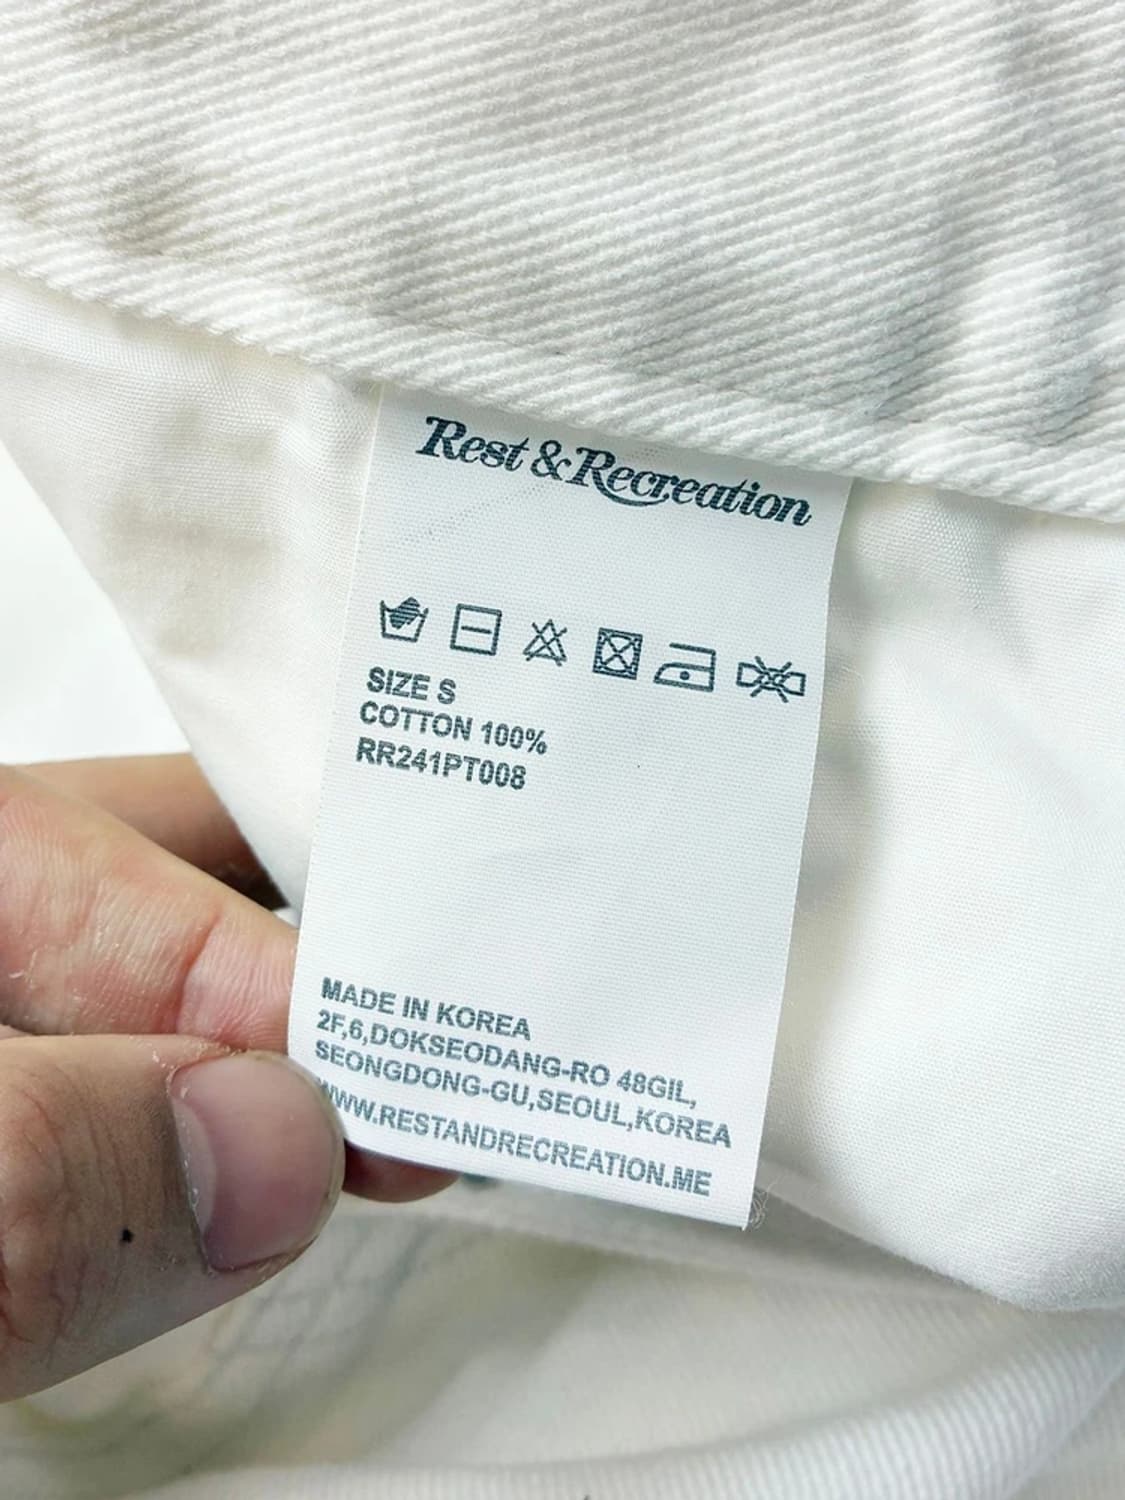 Rest & Recreation
SIZE S
COTTON 100%
RR241PT008
MADE IN KOREA
2F,6,DOKSEODANG-RO 48GIL,
SEONGDONG-GU,SEOUL,KOREA
WWW.RESTANDRECREATION.ME